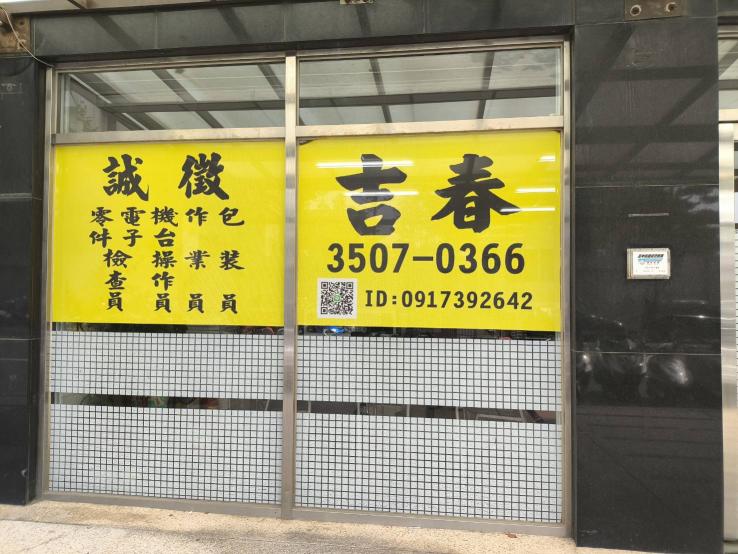 誠徵
包裝員
作業員
機台操作員
電子
零件
檢查員
吉春
3507-0366
ID:0917392642